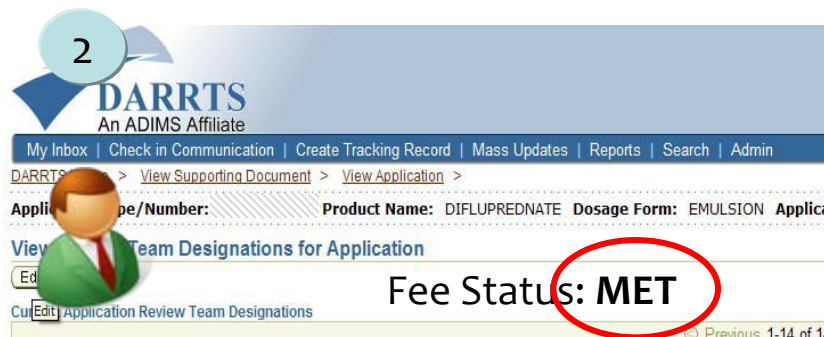 2
DARRTS
An ADIMS Affiliate
My Inbox | Check in Communication | Create Tracking Record | Mass Updates | Reports | Search | Admin
> View Supporting Document > View Application >
Product Name: DIFLUPREDNATE Dosage Form: EMULSION
Team Designations for Application
Fee Status: MET
Edit Application Review Team Designations
Previous 1-14 of